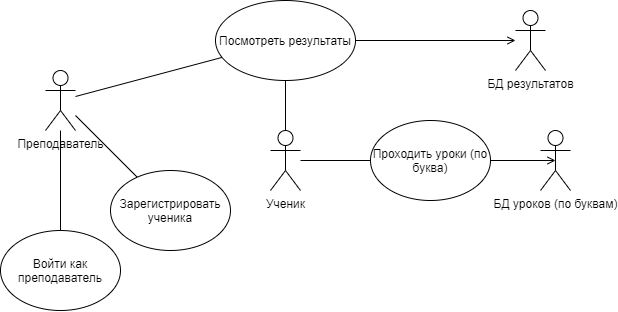 Посмотреть результаты
БД результатов
Преподаватель
Проходить уроки (по
буква)
Зарегистрировать
ученика
Ученик
БД уроков (по буквам)
Войти как
преподаватель